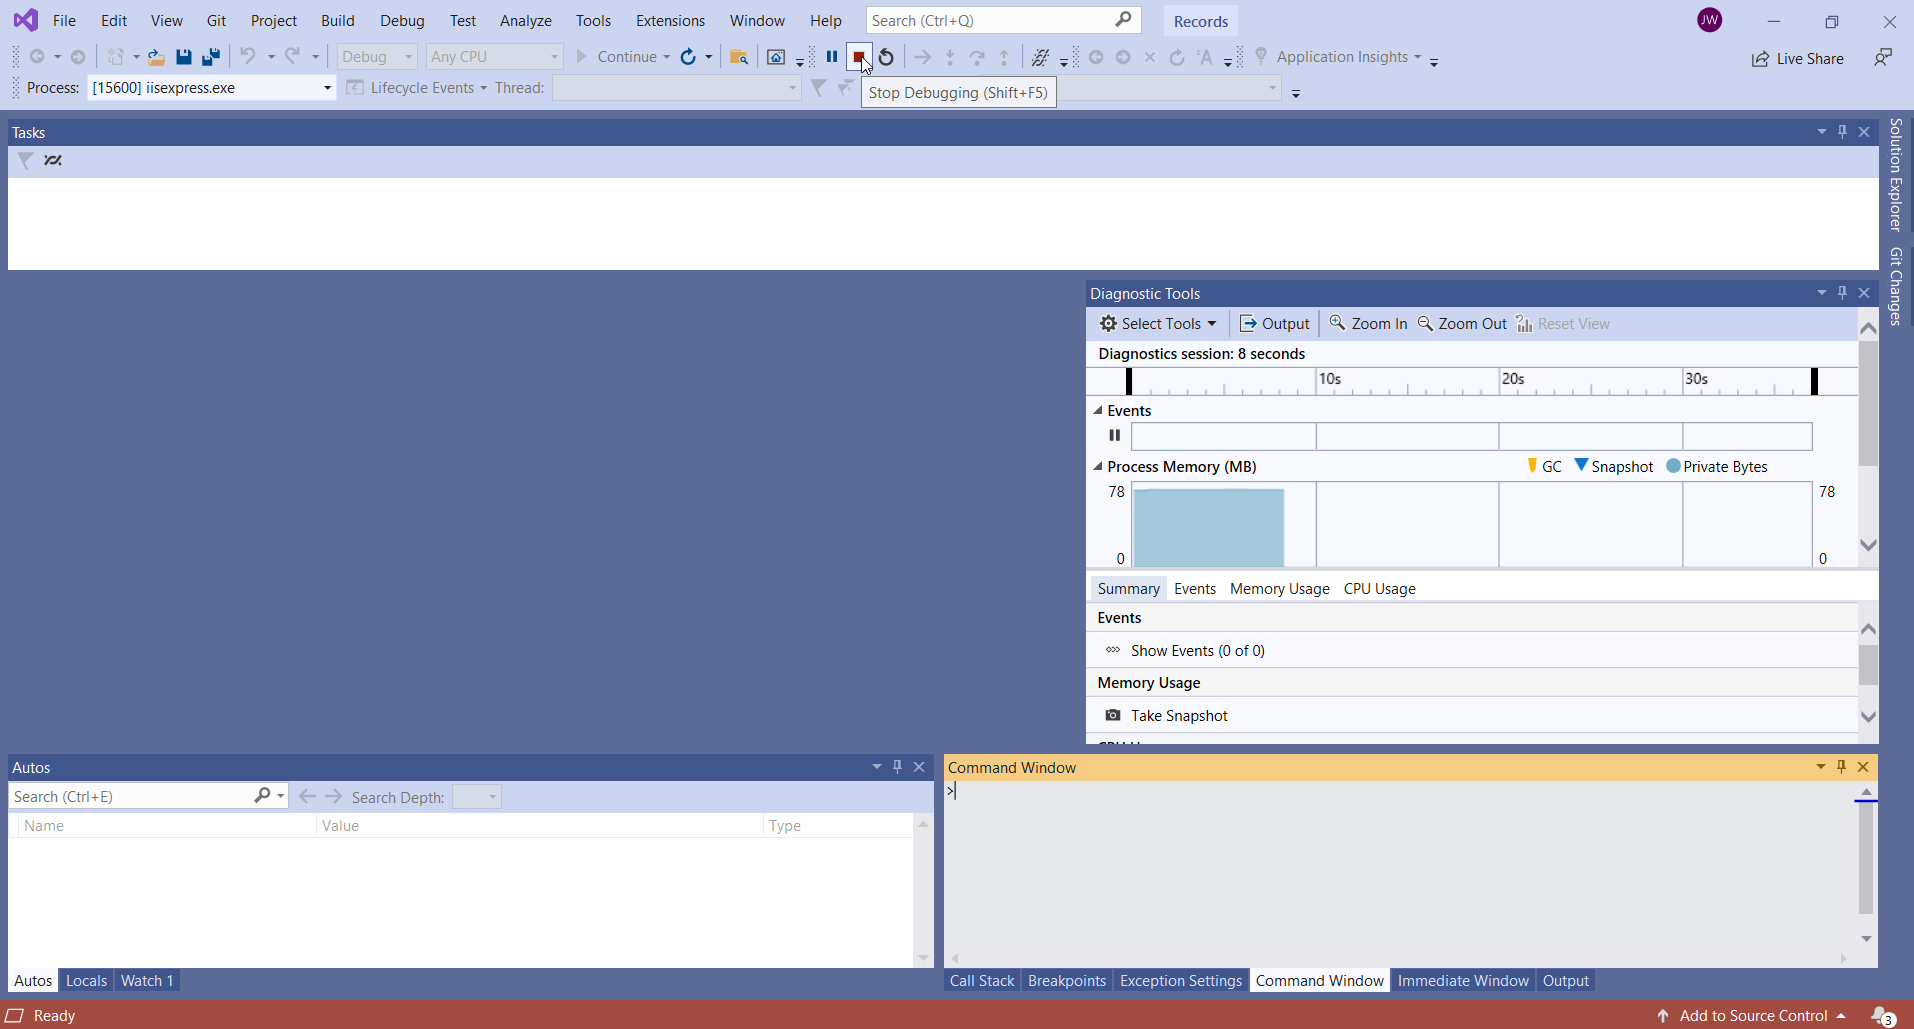 File Edit View Git Project Build Debug Test Analyze Tools Extensions Window Help Search (Ctrl+Q) Records JW
Debug Any CPU Continue Application Insights Live Share
Process: [15600] iisexpress.exe Lifecycle Events Thread:
Stop Debugging (Shift+F5)
Tasks
Solution Explorer
Git Changes
Diagnostic Tools
Select Tools Output Zoom In Zoom Out Reset View
Diagnostics session: 8 seconds
10s 20s 30s
Events
Process Memory (MB) GC Snapshot Private Bytes
78 78
0 0
Summary Events Memory Usage CPU Usage
Events
Show Events (0 of 0)
Memory Usage
Take Snapshot
Autos
Search (Ctrl+E) Search Depth:
Name Value Type
Autos Locals Watch 1
Command Window
>
Call Stack Breakpoints Exception Settings Command Window Immediate Window Output
Ready Add to Source Control 3